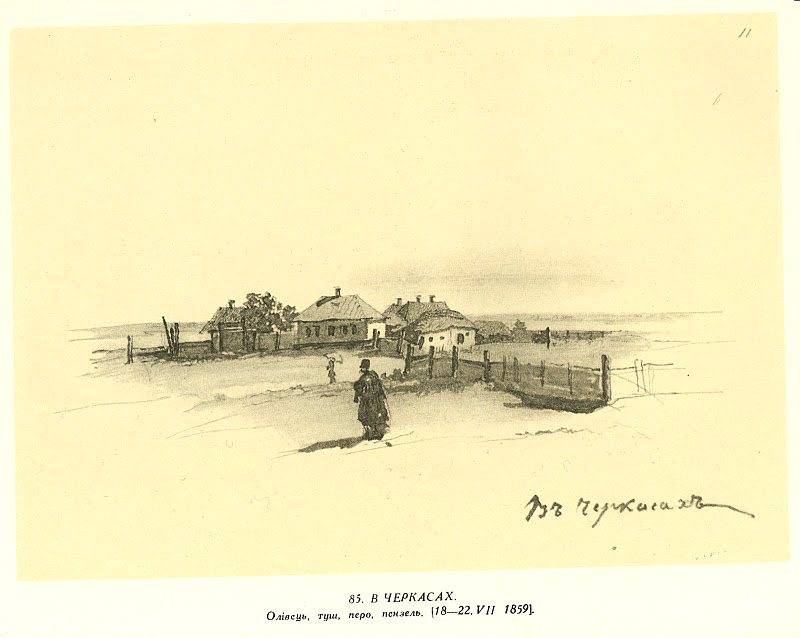 11
Въ Черкасахъ
85. В ЧЕРКАСАХ.
Олівець, туш, перо, пензель. [18—22. VII 1859].